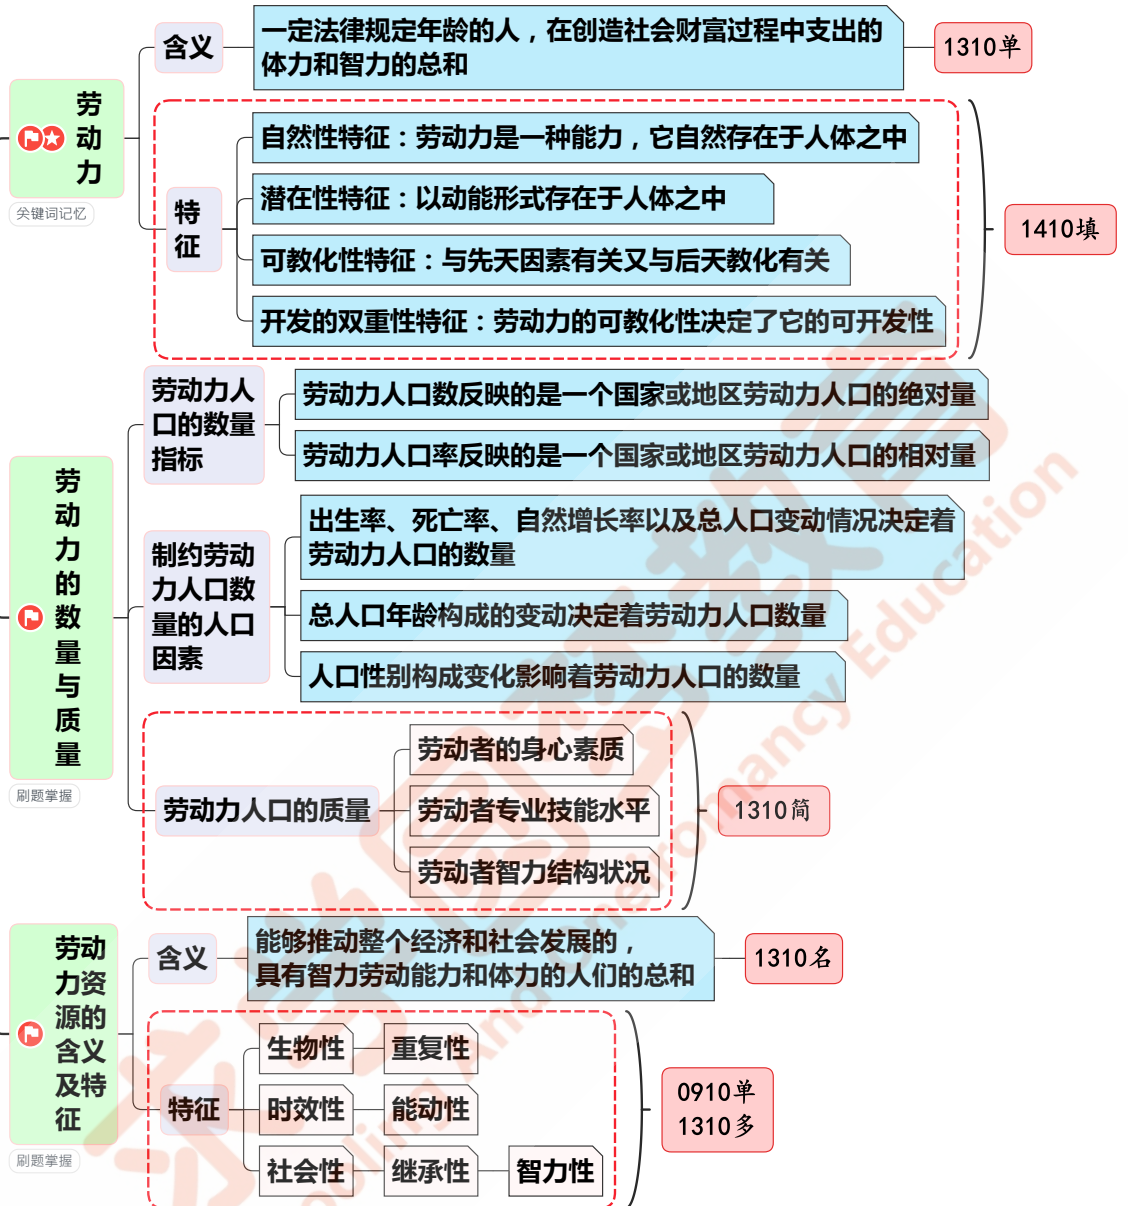 劳
动
力
关键词记忆
含义
一定法律规定年龄的人，在创造社会财富过程中支出的
体力和智力的总和
1310单
特
征
自然性特征：劳动力是一种能力，它自然存在于人体之中
潜在性特征：以动能形式存在于人体之中
可教化性特征：与先天因素有关又与后天教化有关
开发的双重性特征：劳动力的可教化性决定了它的可开发性
1410填
劳
动
力
的
数
量
与
质
量
刷题掌握
劳动力人
口的数量
指标
劳动力人口数反映的是一个国家或地区劳动力人口的绝对量
劳动力人口率反映的是一个国家或地区劳动力人口的相对量
制约劳动
力人口数
量的人口
因素
出生率、死亡率、自然增长率以及总人口变动情况决定着
劳动力人口的数量
总人口年龄构成的变动决定着劳动力人口数量
人口性别构成变化影响着劳动力人口的数量
劳动力人口的质量
劳动者的身心素质
劳动者专业技能水平
劳动者智力结构状况
1310简
劳动
力资
源的
含义
及特
征
刷题掌握
含义
能够推动整个经济和社会发展的，
具有智力劳动能力和体力的人们的总和
1310名
特征
生物性
重复性
时效性
能动性
社会性
继承性
智力性
0910单
1310多